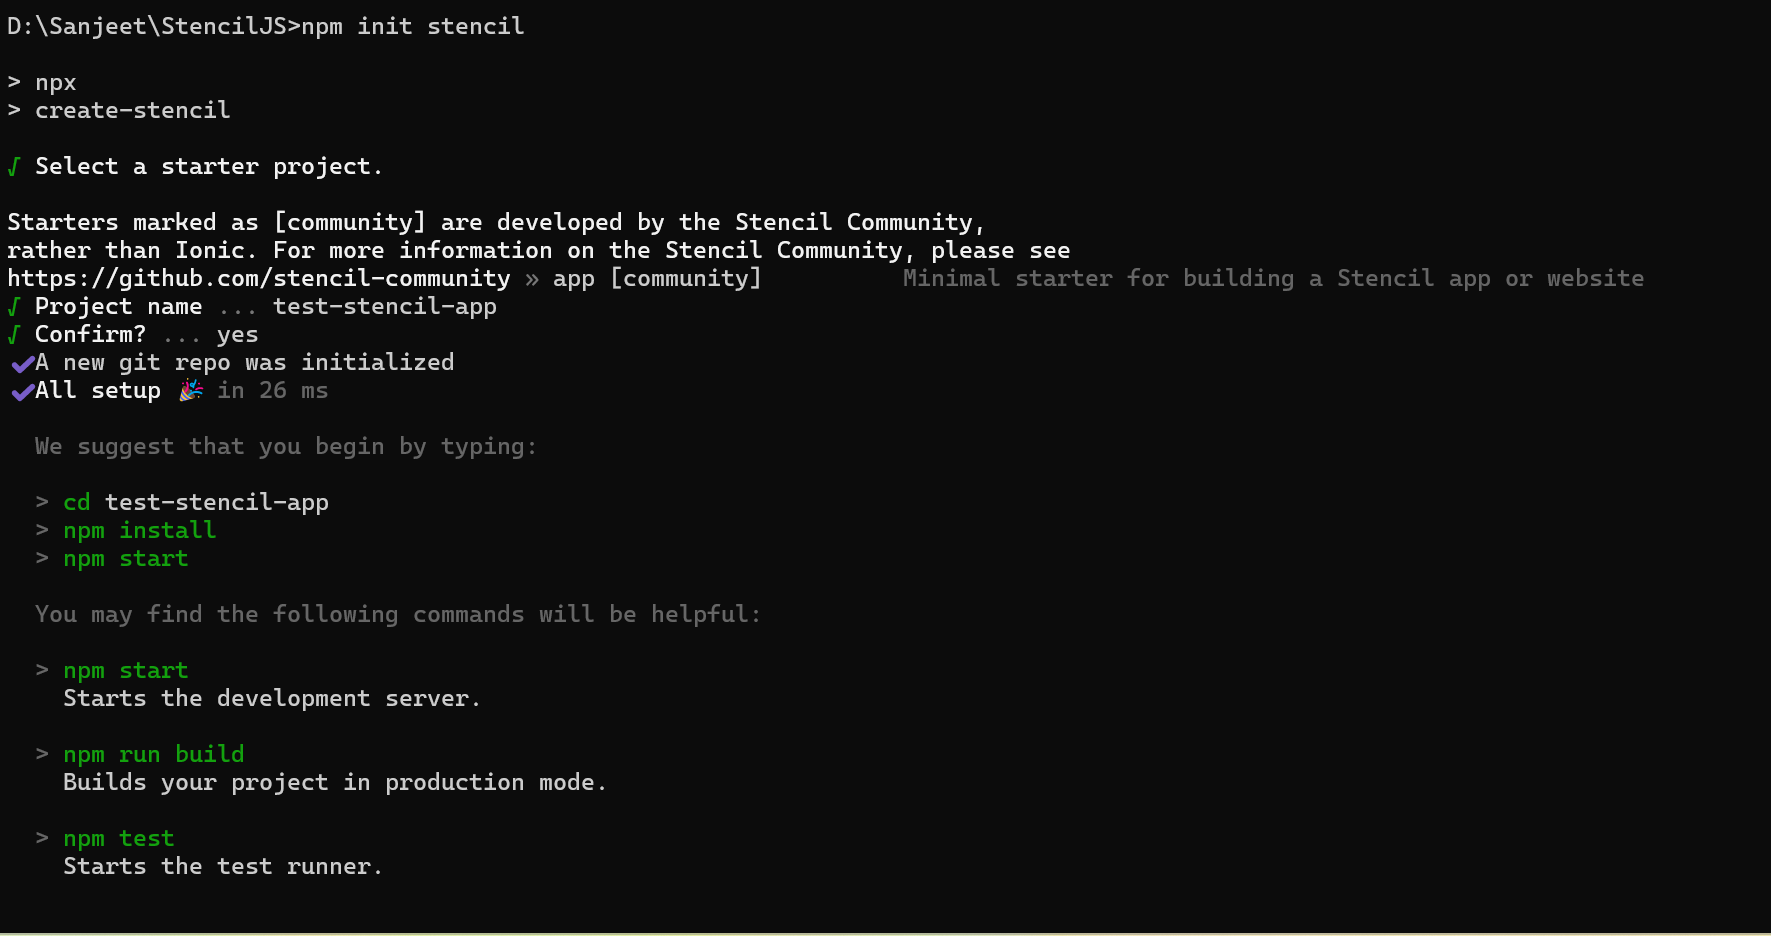 D:\Sanjeet\StencilJS>npm init stencil
> npx
> create-stencil
√ Select a starter project.
Starters marked as [community] are developed by the Stencil Community,
rather than Ionic. For more information on the Stencil Community, please see
https://github.com/stencil-community » app [community]          Minimal starter for building a Stencil app or website
√ Project name ... test-stencil-app
√ Confirm? ... yes
✔A new git repo was initialized
✔All setup 🎉 in 26 ms
We suggest that you begin by typing:
> cd test-stencil-app
> npm install
> npm start
You may find the following commands will be helpful:
> npm start
Starts the development server.
> npm run build
Builds your project in production mode.
> npm test
Starts the test runner.